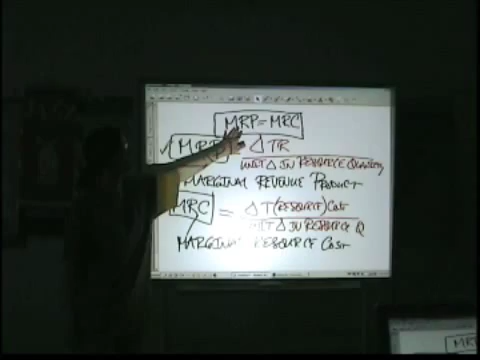 MRP = MRC
MRP = Δ TR
UNIT Δ IN RESOURCE QUANTITY
MARGINAL REVENUE PRODUCT
MRC = Δ T(RESOURCE) COST
UNIT Δ IN RESOURCE Q
MARGINAL RESOURCE COST